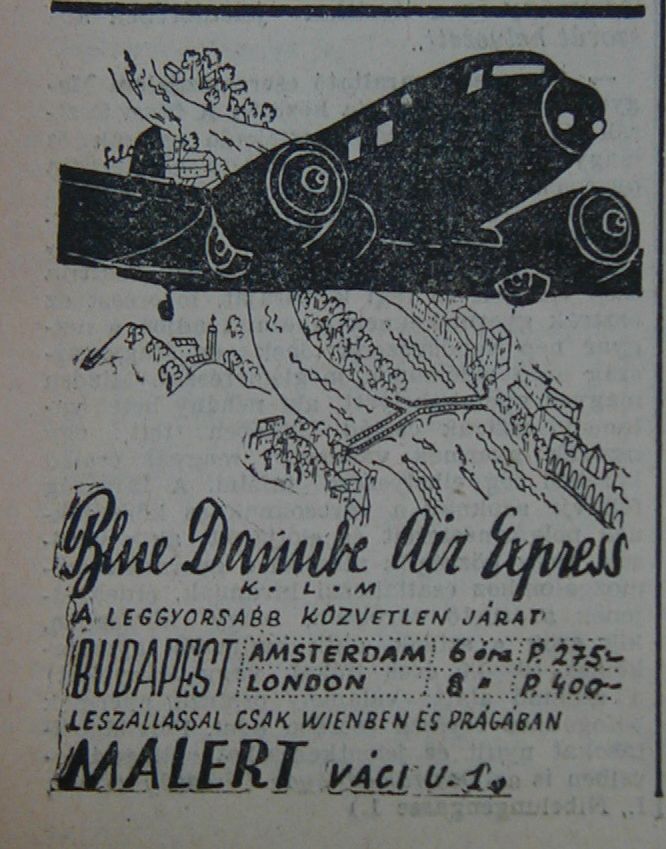 Blue Danube Air Express
K. L. M
A LEGGYORSABB KÖZVETLEN JÁRAT
BUDAPEST AMSTERDAM 6 óra P. 275-
LONDON 8 " P. 400-
LESZÁLLÁSSAL CSAK WIENBEN ÉS PRÁGÁBAN
MALERT VÁCI U. 1.